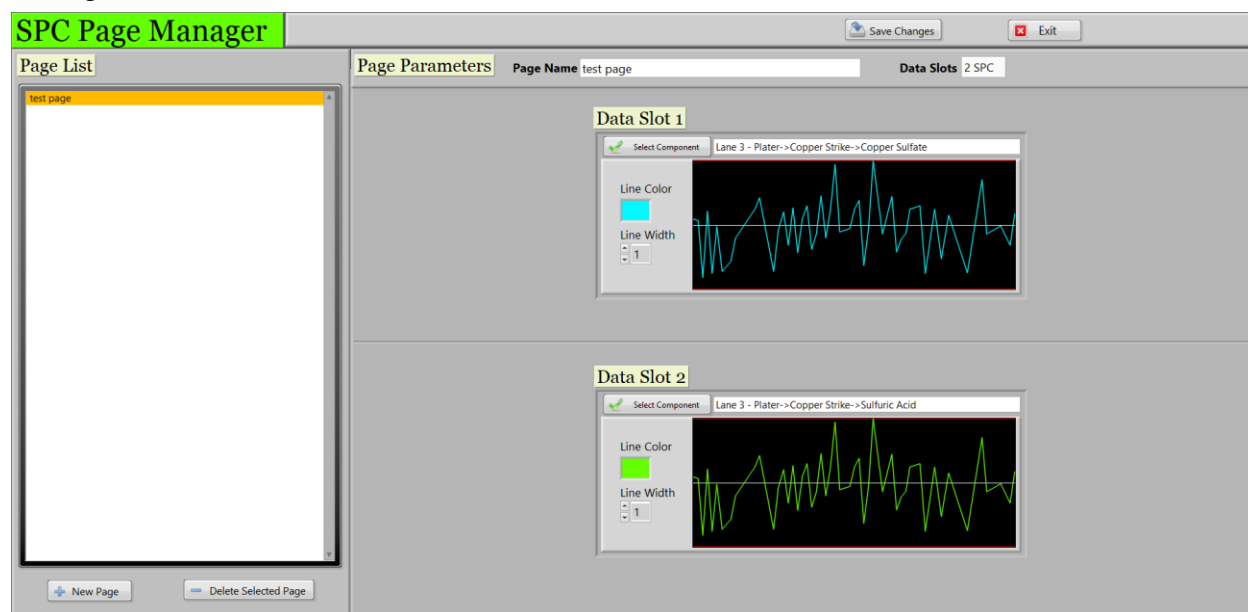 SPC Page Manager
Save Changes
Exit
Page List
Page Parameters
Page Name test page
Data Slots 2 SPC
test page
Data Slot 1
Select Component
Lane 3 - Plater->Copper Strike->Copper Sulfate
Line Color
Line Width
1
Data Slot 2
Select Component
Lane 3 - Plater->Copper Strike->Sulfuric Acid
Line Color
Line Width
1
New Page
Delete Selected Page